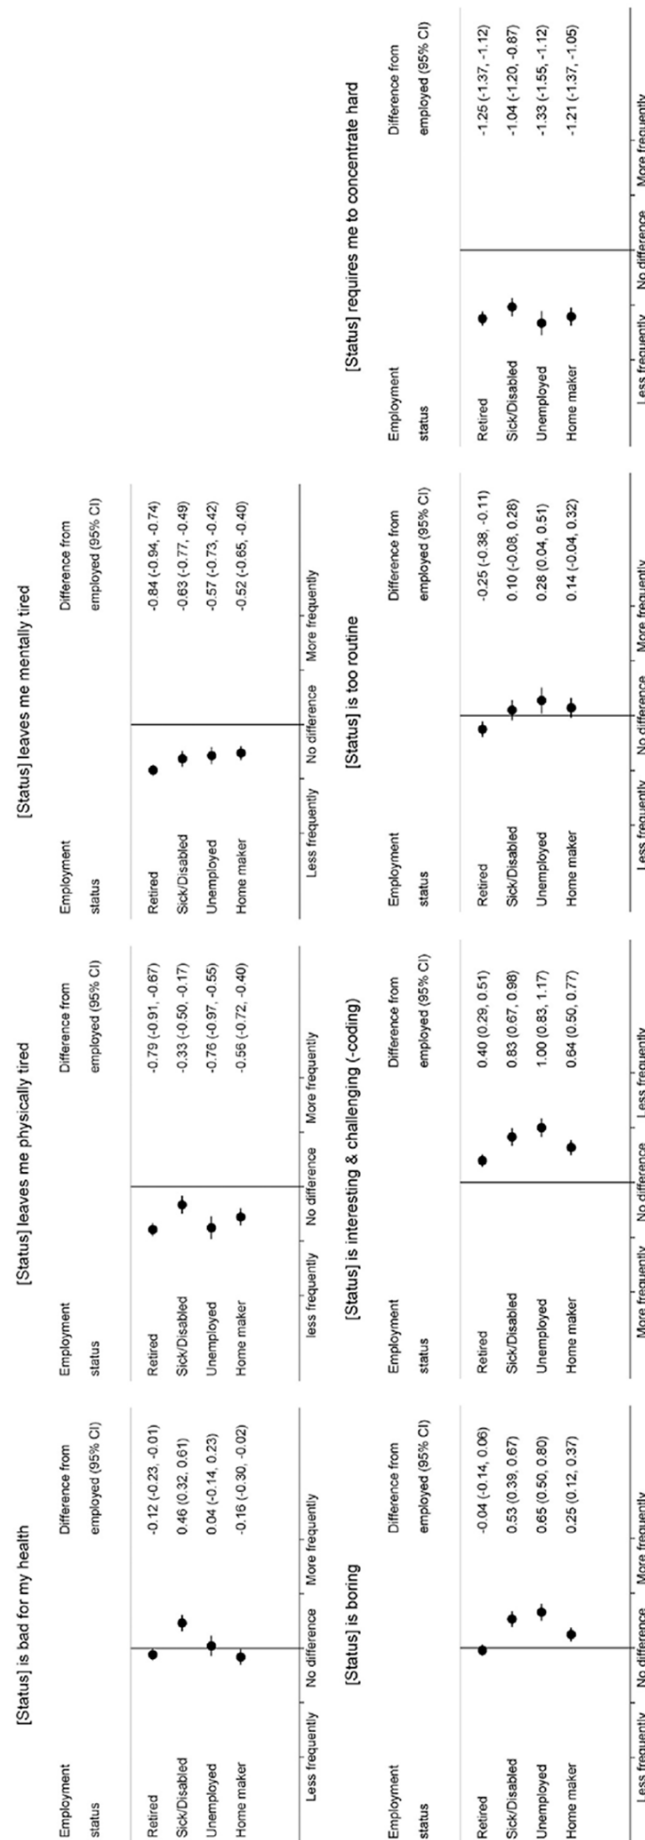 [Status] is bad for my health
Employment
status
Difference from
employed (95% CI)
Retired
-0.12 (-0.23, -0.01)
Sick/Disabled
0.46 (0.32, 0.61)
Unemployed
0.04 (-0.14, 0.23)
Home maker
-0.16 (-0.30, -0.02)
Less frequently No difference More frequently
[Status] leaves me physically tired
Employment
status
Difference from
employed (95% CI)
Retired
-0.79 (-0.91, -0.67)
Sick/Disabled
-0.33 (-0.50, -0.17)
Unemployed
-0.76 (-0.97, -0.55)
Home maker
-0.56 (-0.72, -0.40)
less frequently No difference More frequently
[Status] leaves me mentally tired
Employment
status
Difference from
employed (95% CI)
Retired
-0.84 (-0.94, -0.74)
Sick/Disabled
-0.63 (-0.77, -0.49)
Unemployed
-0.57 (-0.73, -0.42)
Home maker
-0.52 (-0.65, -0.40)
Less frequently No difference More frequently
[Status] is boring
Employment
status
Difference from
employed (95% CI)
Retired
-0.04 (-0.14, 0.06)
Sick/Disabled
0.53 (0.39, 0.67)
Unemployed
0.65 (0.50, 0.80)
Home maker
0.25 (0.12, 0.37)
Less frequently No difference More frequently
[Status] is interesting & challenging (-coding)
Employment
status
Difference from
employed (95% CI)
Retired
0.40 (0.29, 0.51)
Sick/Disabled
0.83 (0.67, 0.98)
Unemployed
1.00 (0.83, 1.17)
Home maker
0.64 (0.50, 0.77)
More frequently No difference Less frequently
[Status] is too routine
Employment
status
Difference from
employed (95% CI)
Retired
-0.25 (-0.38, -0.11)
Sick/Disabled
0.10 (-0.08, 0.28)
Unemployed
0.28 (0.04, 0.51)
Home maker
0.14 (-0.04, 0.32)
Less frequently No difference More frequently
[Status] requires me to concentrate hard
Employment
status
Difference from
employed (95% CI)
Retired
-1.25 (-1.37, -1.12)
Sick/Disabled
-1.04 (-1.20, -0.87)
Unemployed
-1.33 (-1.55, -1.12)
Home maker
-1.21 (-1.37, -1.05)
Less frequently No difference More frequently